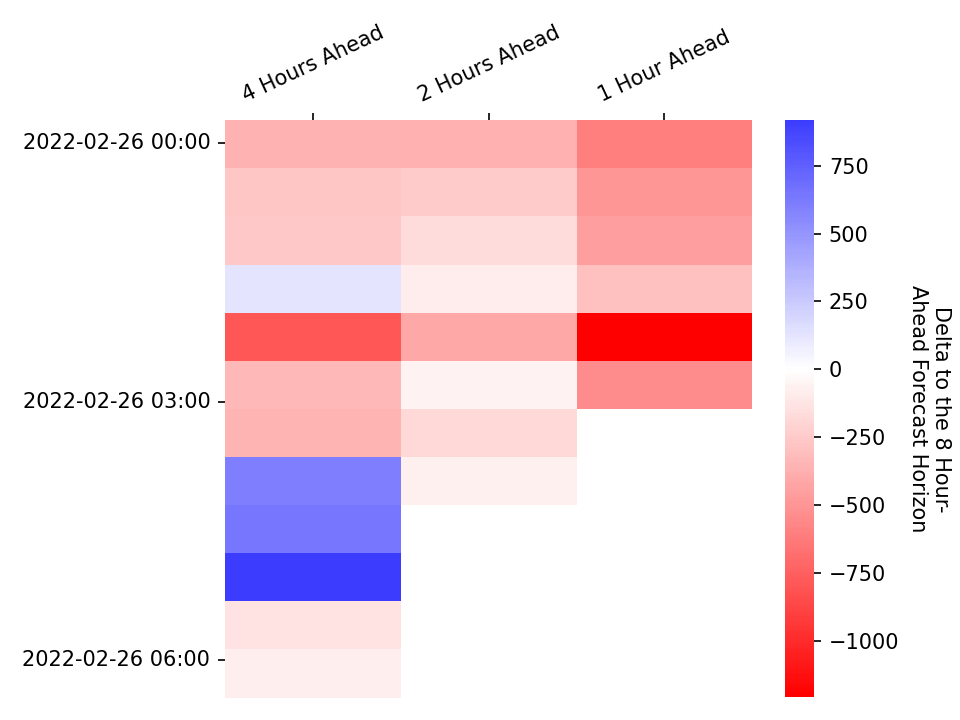 4 Hours Ahead
2 Hours Ahead
1 Hour Ahead
2022-02-26 00:00
2022-02-26 03:00
2022-02-26 06:00
750
500
250
0
−250
−500
−750
−1000
Delta to the 8 Hour-
Ahead Forecast Horizon